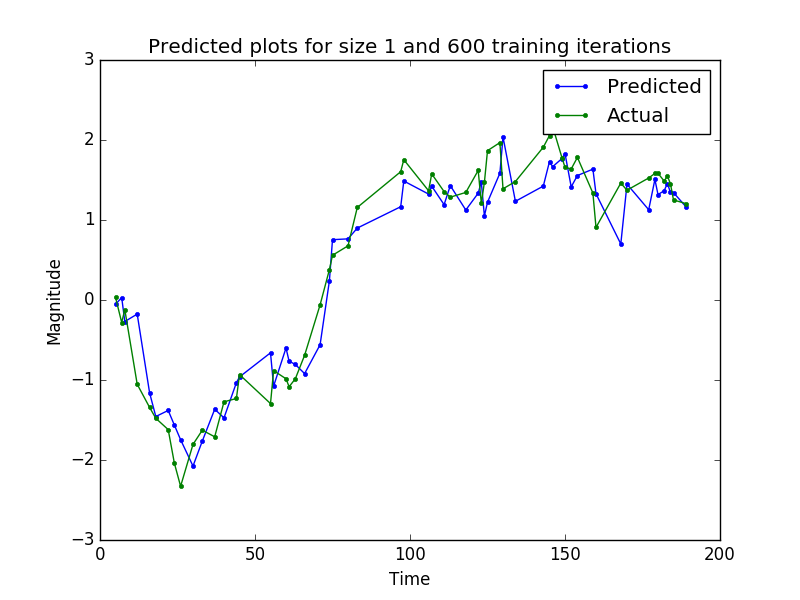 Predicted plots for size 1 and 600 training iterations
Predicted
Actual
3
2
1
0
−1
−2
−3
Magnitude
0
50
100
150
200
Time